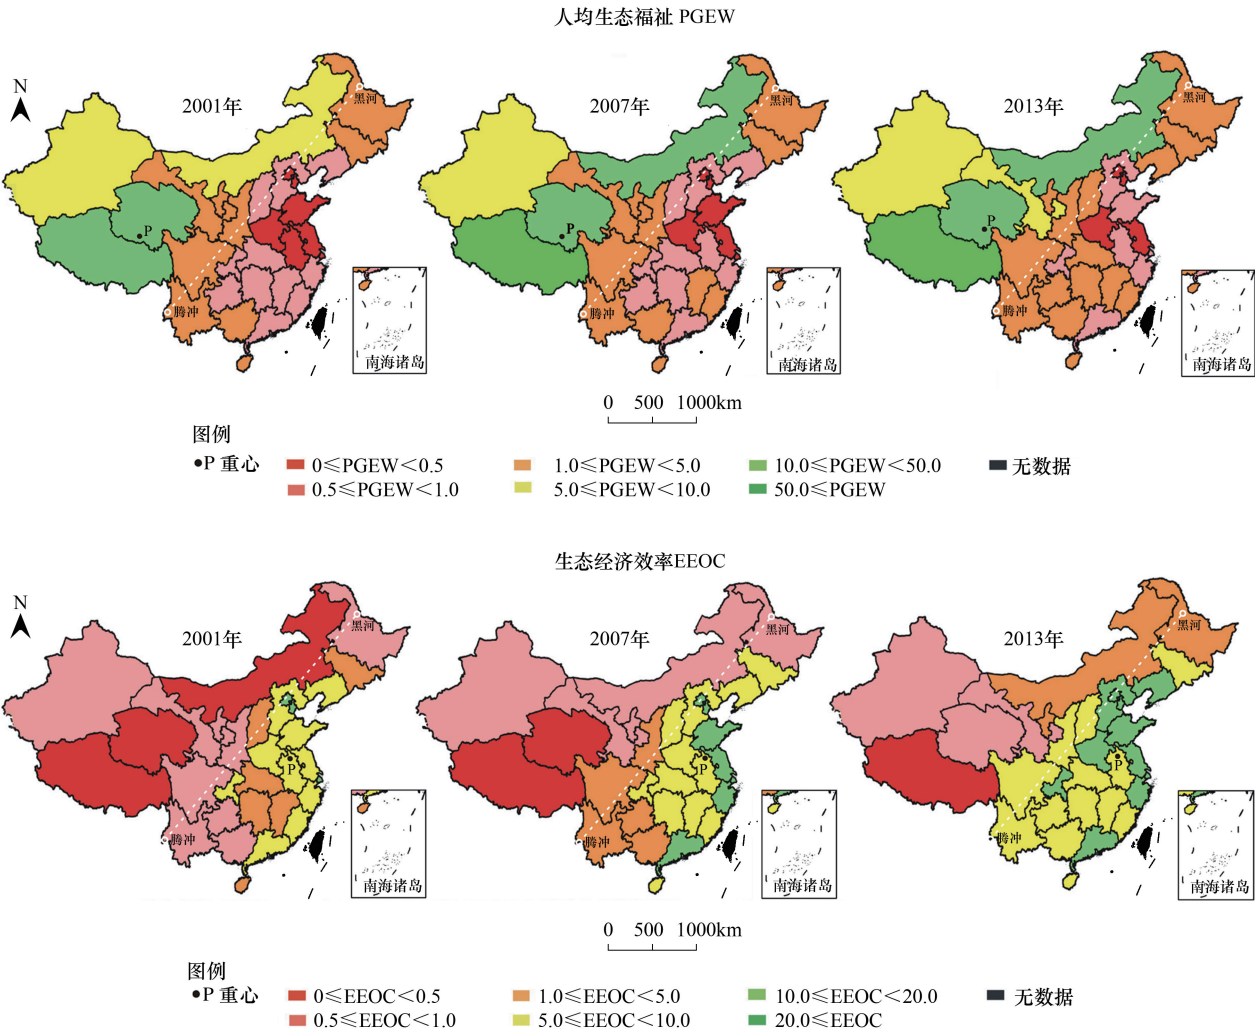 人均生态福祉 PGEW
N
2001年
黑河
P
腾冲
南海诸岛
2007年
黑河
P
腾冲
南海诸岛
2013年
黑河
P
腾冲
南海诸岛
0 500 1000km
图例
P 重心
0≤PGEW<0.5
1.0≤PGEW<5.0
10.0≤PGEW<50.0
无数据
0.5≤PGEW<1.0
5.0≤PGEW<10.0
50.0≤PGEW
生态经济效率EEOC
N
2001年
黑河
P
腾冲
南海诸岛
2007年
黑河
P
腾冲
南海诸岛
2013年
黑河
P
腾冲
南海诸岛
0 500 1000km
图例
P 重心
0≤EEOC<0.5
1.0≤EEOC<5.0
10.0≤EEOC<20.0
无数据
0.5≤EEOC<1.0
5.0≤EEOC<10.0
20.0≤EEOC